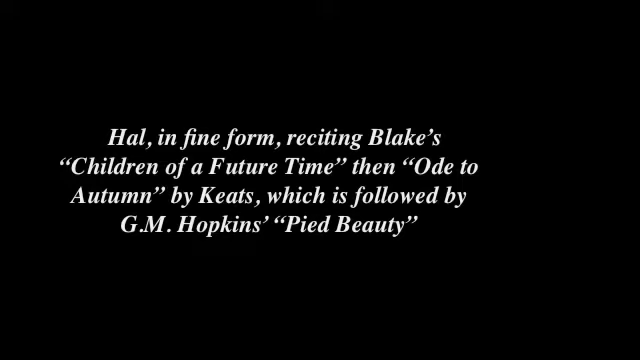 Hal, in fine form, reciting Blake’s
“Children of a Future Time” then “Ode to
Autumn” by Keats, which is followed by
G.M. Hopkins’ “Pied Beauty”